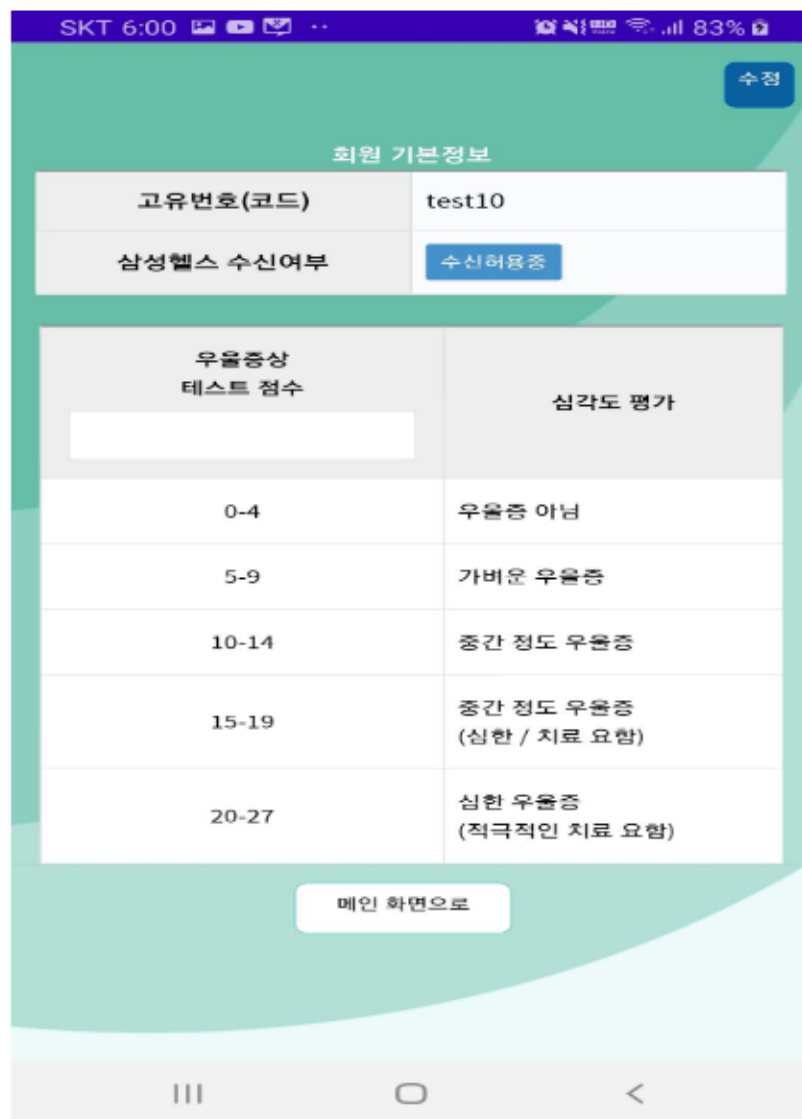 SKT 6:00 83%
수정
회원 기본정보
고유번호(코드) test10
삼성헬스 수신여부 수신허용중
우울증상
테스트 점수
심각도 평가
0-4 우울증 아님
5-9 가벼운 우울증
10-14 중간 정도 우울증
15-19 중간 정도 우울증
(심한 / 치료 요함)
20-27 심한 우울증
(적극적인 치료 요함)
메인 화면으로